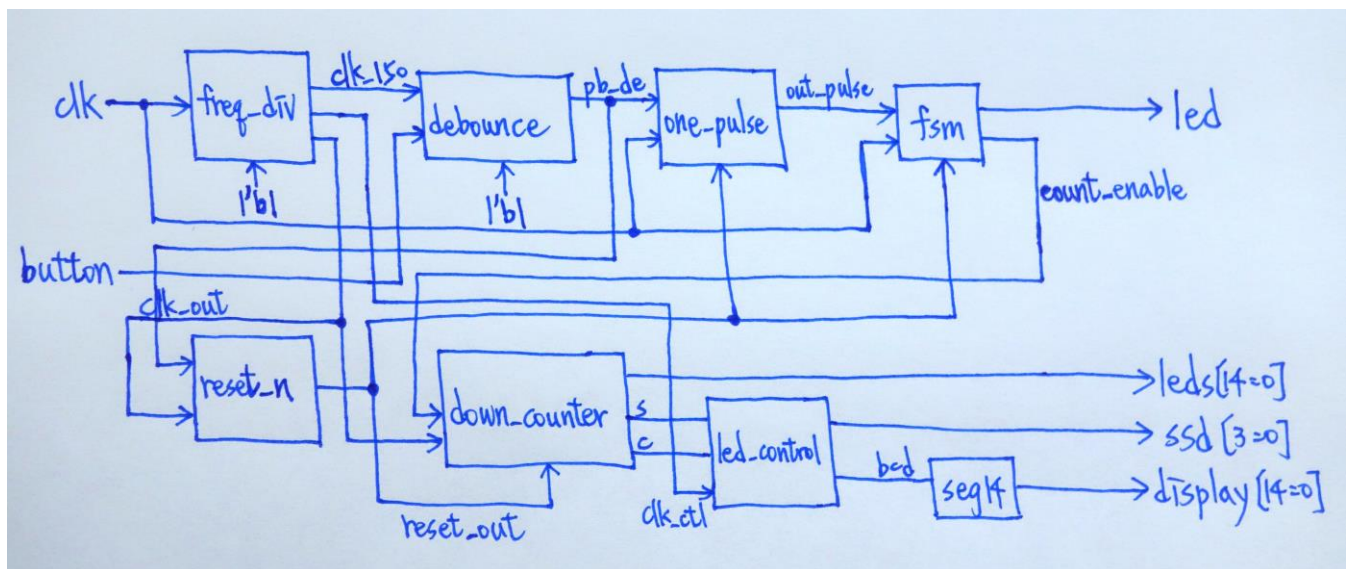 clk
freq_div
clk_150
debounce
pb_de
one_pulse
out_pulse
fsm
led
1'b1
1'b1
count_enable
button
clk_out
reset_n
down_counter
s
c
led_control
leds[14=0]
ssd [3=0]
bcd
seg14
display[14=0]
reset_out
clk_ctl